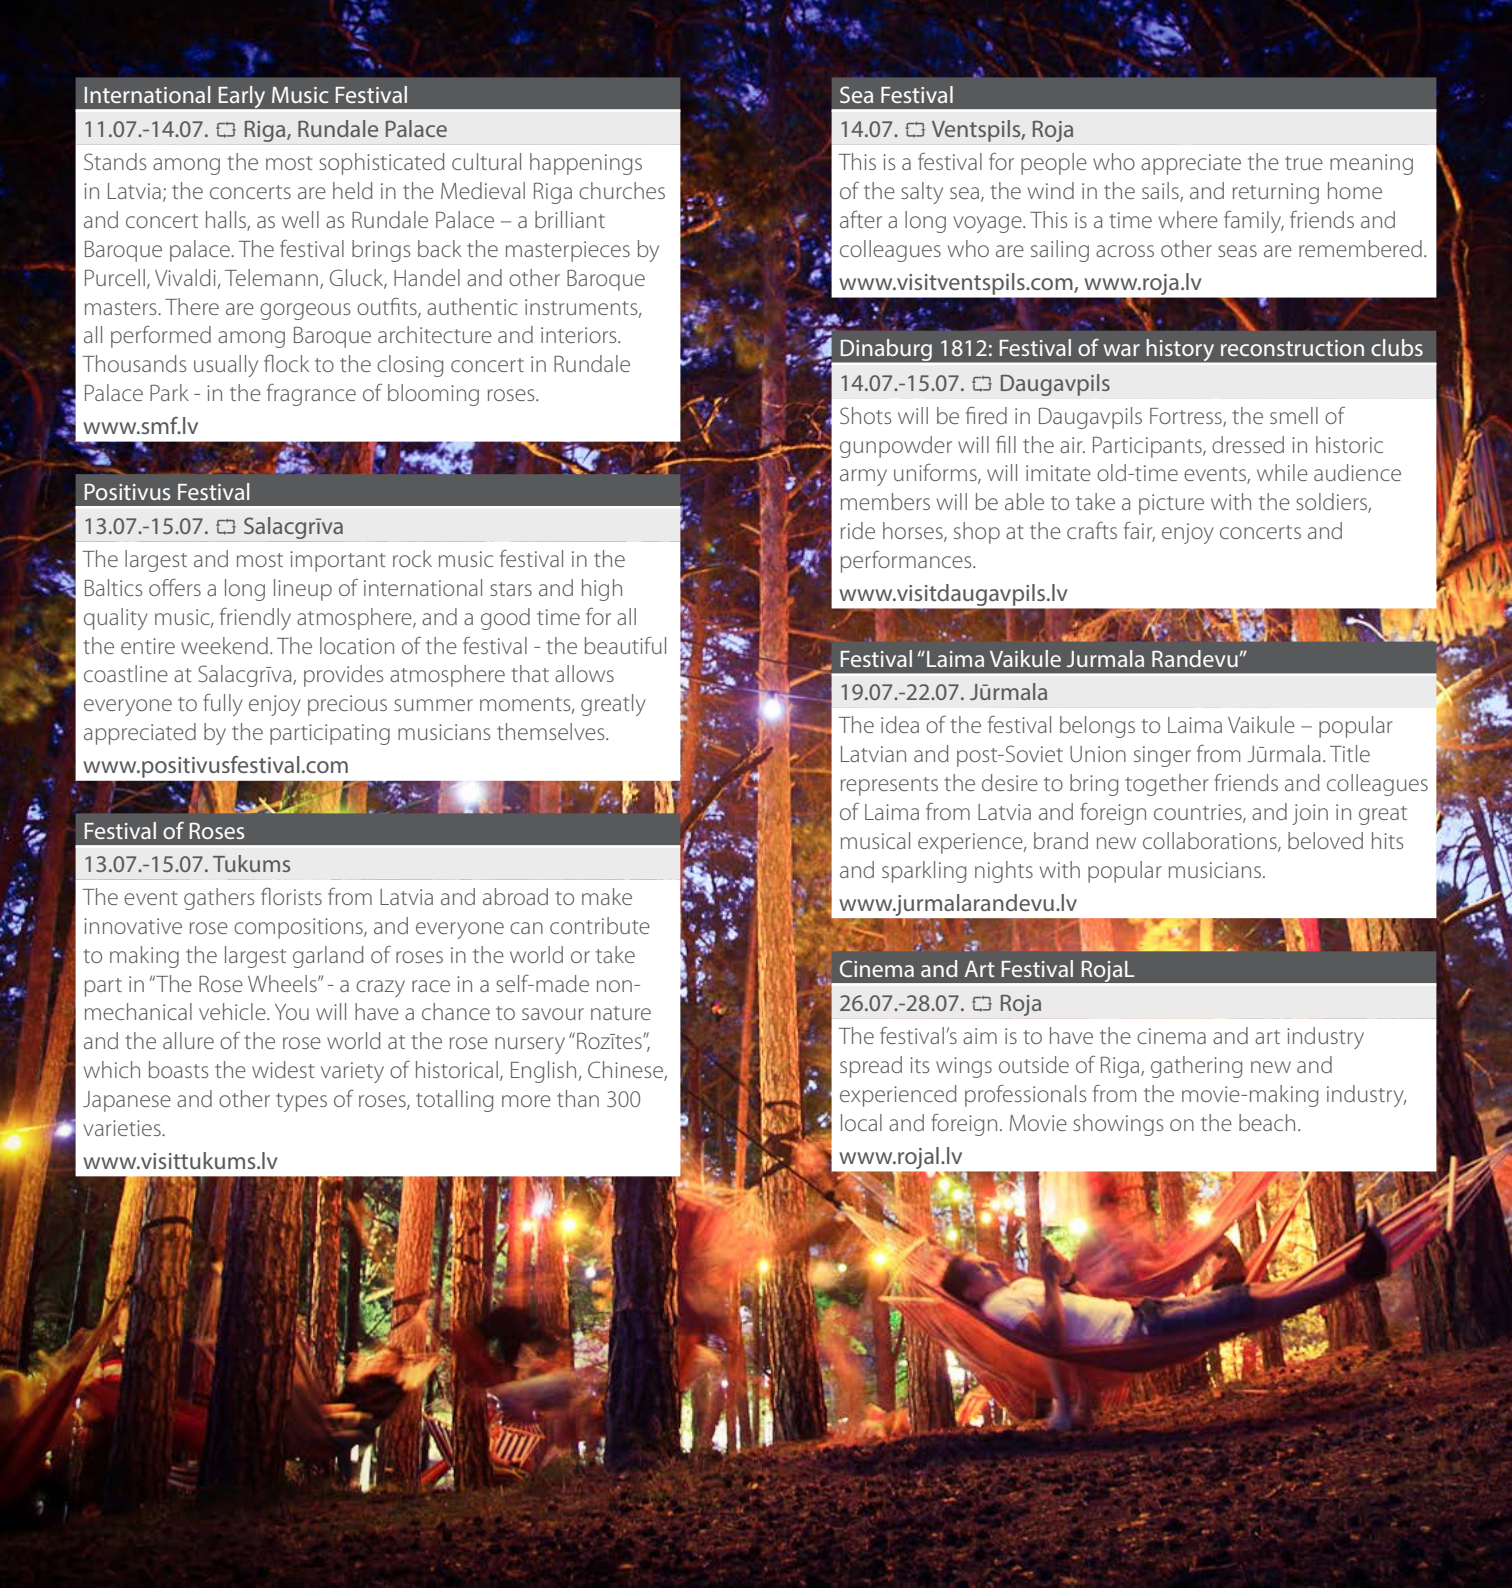 International Early Music Festival
11.07.-14.07. Riga, Rundale Palace
Stands among the most sophisticated cultural happenings
in Latvia; the concerts are held in the Medieval Riga churches
and concert halls, as well as Rundale Palace – a brilliant
Baroque palace. The festival brings back the masterpieces by
Purcell, Vivaldi, Telemann, Gluck, Handel and other Baroque
masters. There are gorgeous outfits, authentic instruments,
all performed among Baroque architecture and interiors.
Thousands usually flock to the closing concert in Rundale
Palace Park - in the fragrance of blooming roses.
www.smf.lv
Positivus Festival
13.07.-15.07. Salacgrīva
The largest and most important rock music festival in the
Baltics offers a long lineup of international stars and high
quality music, friendly atmosphere, and a good time for all
the entire weekend. The location of the festival - the beautiful
coastline at Salacgrīva, provides atmosphere that allows
everyone to fully enjoy precious summer moments, greatly
appreciated by the participating musicians themselves.
www.positivusfestival.com
Festival of Roses
13.07.-15.07. Tukums
The event gathers florists from Latvia and abroad to make
innovative rose compositions, and everyone can contribute
to making the largest garland of roses in the world or take
part in “The Rose Wheels” - a crazy race in a self-made non-
mechanical vehicle. You will have a chance to savour nature
and the allure of the rose world at the rose nursery “Rozītes”,
which boasts the widest variety of historical, English, Chinese,
Japanese and other types of roses, totalling more than 300
varieties.
www.visittukums.lv
Sea Festival
14.07. Ventspils, Roja
This is a festival for people who appreciate the true meaning
of the salty sea, the wind in the sails, and returning home
after a long voyage. This is a time where family, friends and
colleagues who are sailing across other seas are remembered.
www.visitventspils.com, www.roja.lv
Dinaburg 1812: Festival of war history reconstruction clubs
14.07.-15.07. Daugavpils
Shots will be fired in Daugavpils Fortress, the smell of
gunpowder will fill the air. Participants, dressed in historic
army uniforms, will imitate old-time events, while audience
members will be able to take a picture with the soldiers,
ride horses, shop at the crafts fair, enjoy concerts and
performances.
www.visitdaugavpils.lv
Festival “Laima Vaikule Jurmala Randevu”
19.07.-22.07. Jūrmala
The idea of the festival belongs to Laima Vaikule – popular
Latvian and post-Soviet Union singer from Jūrmala. Title
represents the desire to bring together friends and colleagues
of Laima from Latvia and foreign countries, and join in great
musical experience, brand new collaborations, beloved hits
and sparkling nights with popular musicians.
www.jurmalarandevu.lv
Cinema and Art Festival RojaL
26.07.-28.07. Roja
The festival’s aim is to have the cinema and art industry
spread its wings outside of Riga, gathering new and
experienced professionals from the movie-making industry,
local and foreign. Movie showings on the beach.
www.rojal.lv